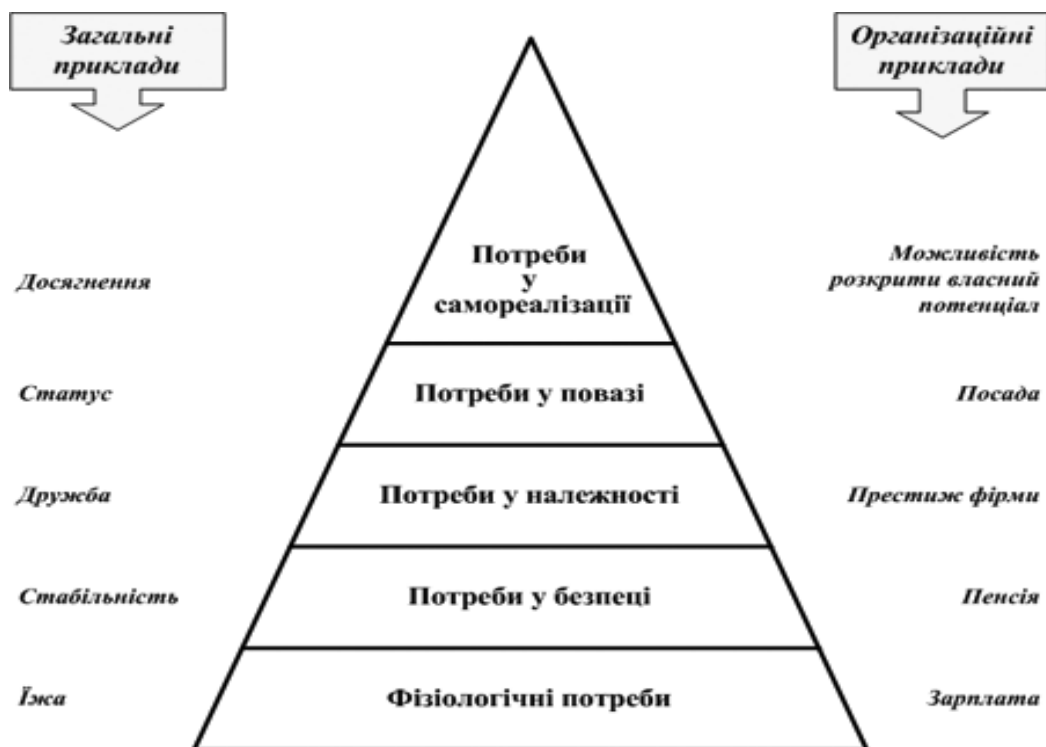 Загальні
приклади
Організаційні
приклади
Досягнення
Потреби
у
самореалізації
Можливість
розкрити власний
потенціал
Статус
Потреби у повазі
Посада
Дружба
Потреби у належності
Престиж фірми
Стабільність
Потреби у безпеці
Пенсія
Їжа
Фізіологічні потреби
Зарплата